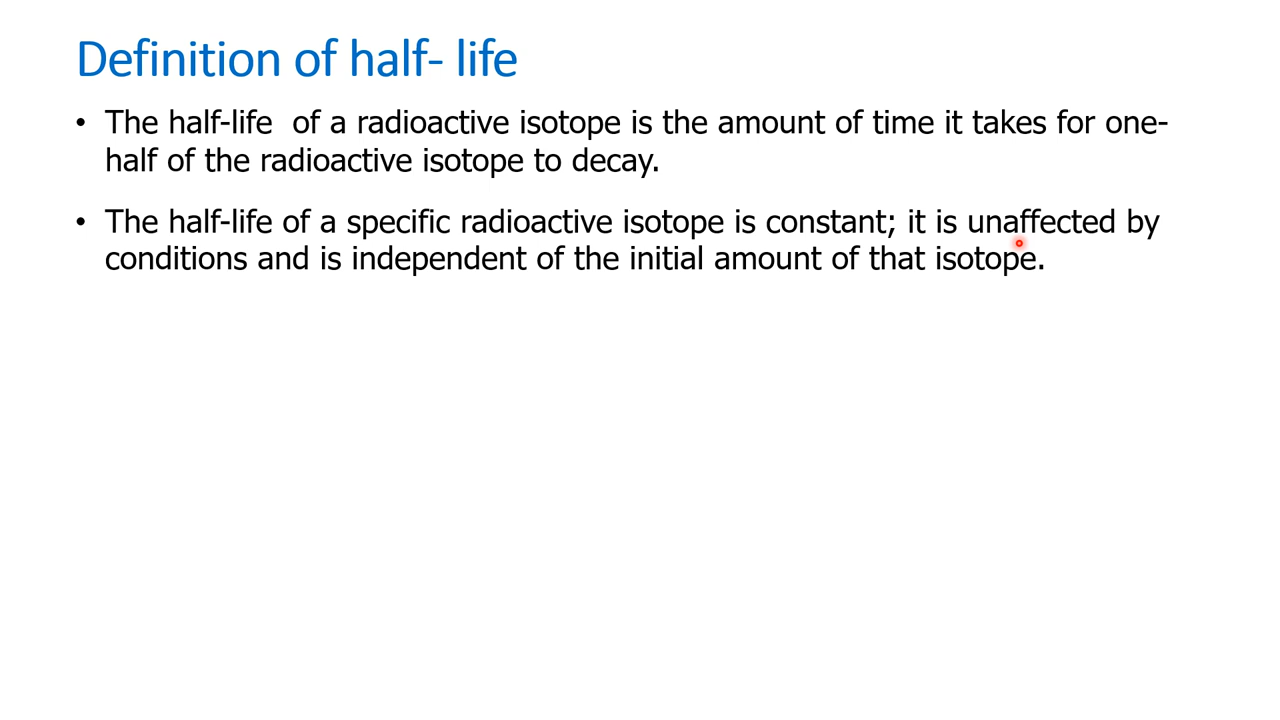 Definition of half- life
• The half-life  of a radioactive isotope is the amount of time it takes for one-
half of the radioactive isotope to decay.
• The half-life of a specific radioactive isotope is constant; it is unaffected by
conditions and is independent of the initial amount of that isotope.